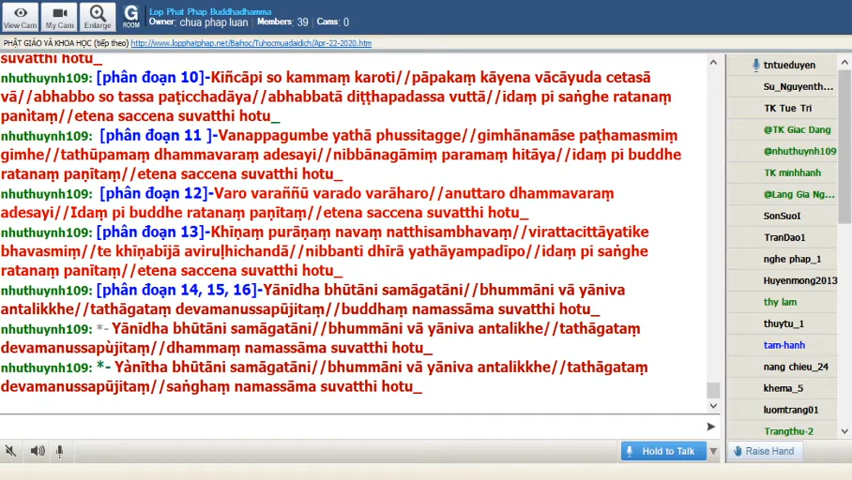 Lop Phat Phap Buddhadhamma
Owner: chua phap luan Members: 39 Cams: 0
View Cam
My Cam
Enlarge
G
ROOM
PHẬT GIÁO VÀ KHOA HỌC (tiếp theo) http://www.lopphatphap.net/Baihoc/Tuhocmuadaidich/Apr-22-2020.htm
suvatthi hotu_
nhuthuynh109: [phân đoạn 10]-Kiñcāpi so kammaṃ karoti//pāpakaṃ kāyena vācāyuda cetasā
vā//abhabbo so tassa paṭicchadāya//abhabbatā diṭṭhapadassa vuttā//idaṃ pi saṅghe ratanaṃ
panìtaṃ//etena saccena suvatthi hotu_
nhuthuynh109: [phân đoạn 11 ]-Vanappagumbe yathā phussitagge//gimhānamāse paṭhamasmiṃ
gimhe//tathūpamaṃ dhammavaraṃ adesayi//nibbānagāmiṃ paramaṃ hitāya//idaṃ pi buddhe
ratanaṃ paṇītaṃ//etena saccena suvatthi hotu_
nhuthuynh109: [phân đoạn 12)-Varo varaññū varado varāharo//anuttaro dhammavaraṃ
adesayi//Idaṃ pi buddhe ratanaṃ paṇītaṃ//etena saccena suvatthi hotu_
nhuthuynh109: [phân đoạn 13]-Khīṇaṃ purāṇaṃ navaṃ natthisambhavaṃ//virattacittāyatike
bhavasmiṃ//te khīṇabījā aviruḷhichandā//nibbanti dhīrā yathāyampadīpo//idaṃ pi saṅghe
ratanaṃ panītaṃ//etena saccena suvatthi hotu_
nhuthuynh109: [phân đoạn 14, 15, 16]-Yānīdha bhūtāni samāgatāni//bhummāni vā yāniva
antalikkhe//tathāgataṃ devamanussapūjitaṃ//buddhaṃ namassāma suvatthi hotu_
nhuthuynh109: *- Yānīdha bhūtāni samāgatāni//bhummāni vā yāniva antalikhe//tathāgataṃ
devamanussapùjitaṃ//dhammaṃ namassāma suvatthi hotu_
nhuthuynh109: *- Yànītha bhūtāni samāgatāni//bhummāni vā yāniva antalikkhe//tathāgataṃ
devamanussapūjitaṃ//saṅghaṃ namassāma suvatthi hotu_
Hold to Talk
tntueduyen
Su_Nguyenth...
TK Tue Tri
@TK Giac Dang
@nhuthuynh109
TK minhhanh
@Lang Gia Ng...
SonSuo1
TranDao1
nghe phap_1
Huyenmong2013
thy lam
thuytu_1
tam-hanh
nang chieu_24
khema_5
luomtrang01
Trangthu-2
Raise Hand